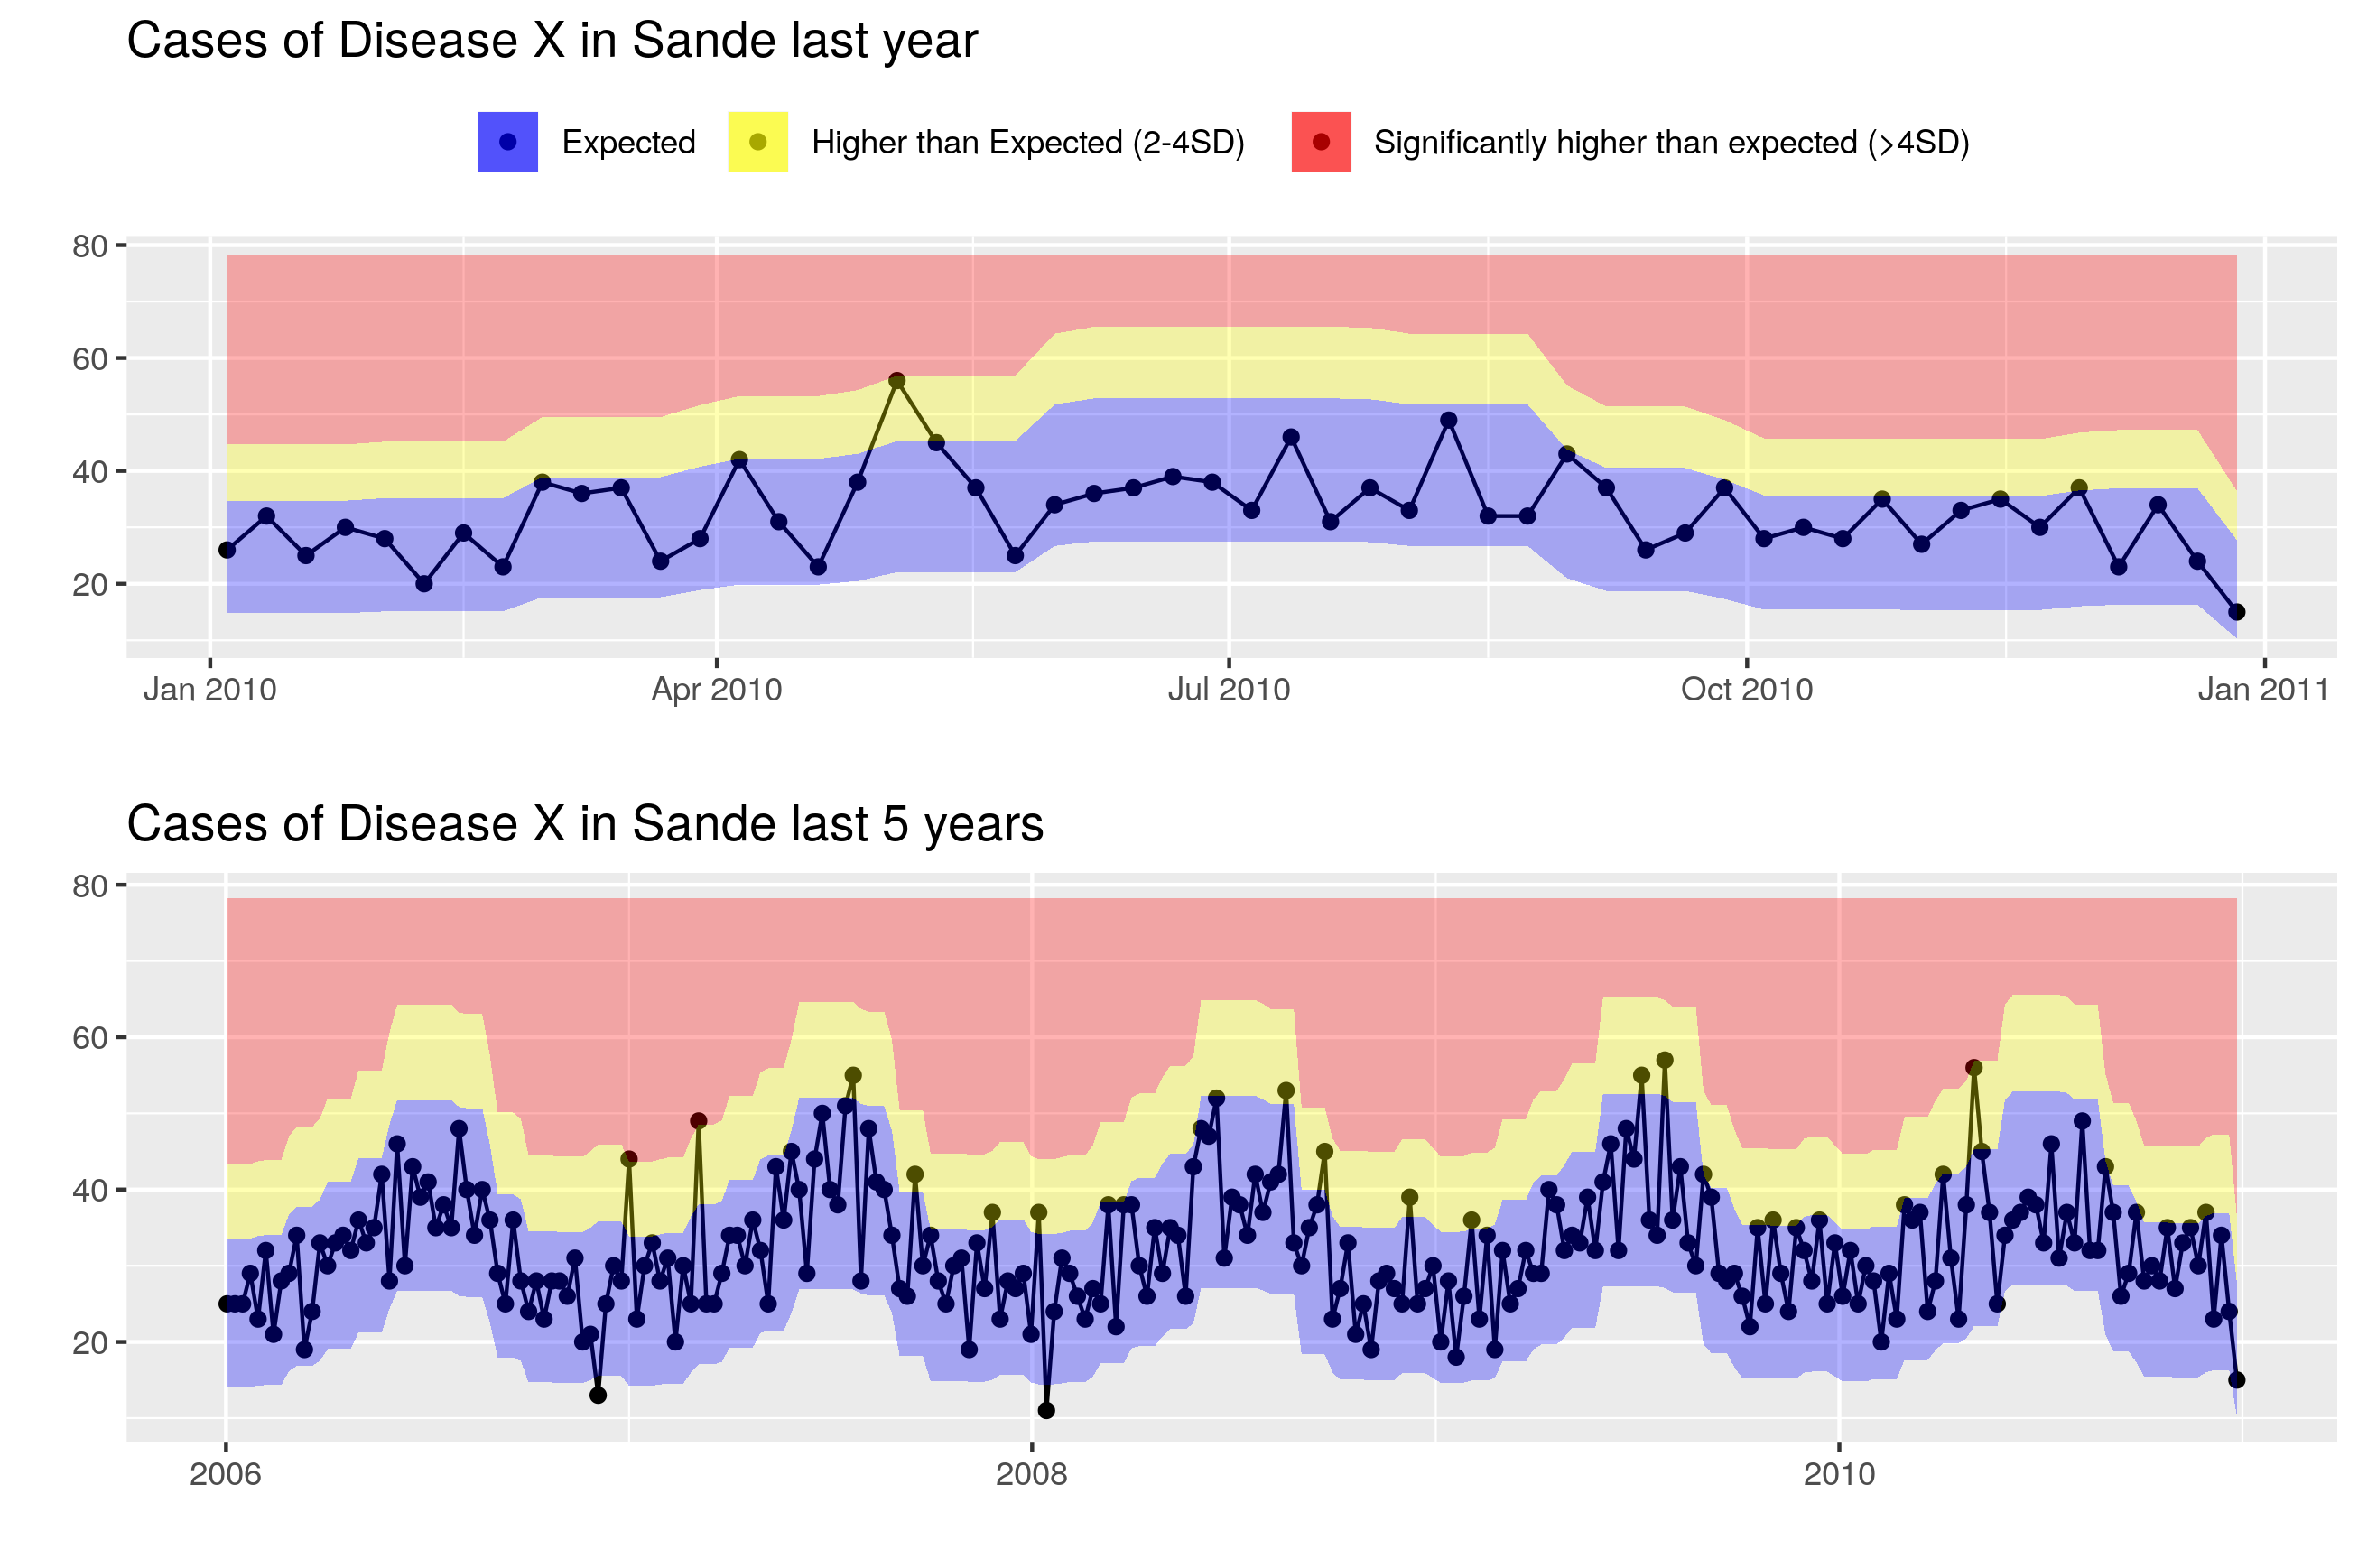 Cases of Disease X in Sande last year
Expected Higher than Expected (2-4SD) Significantly higher than expected (>4SD)
80
60
40
20
Jan 2010 Apr 2010 Jul 2010 Oct 2010 Jan 2011
Cases of Disease X in Sande last 5 years
80
60
40
20
2006 2008 2010